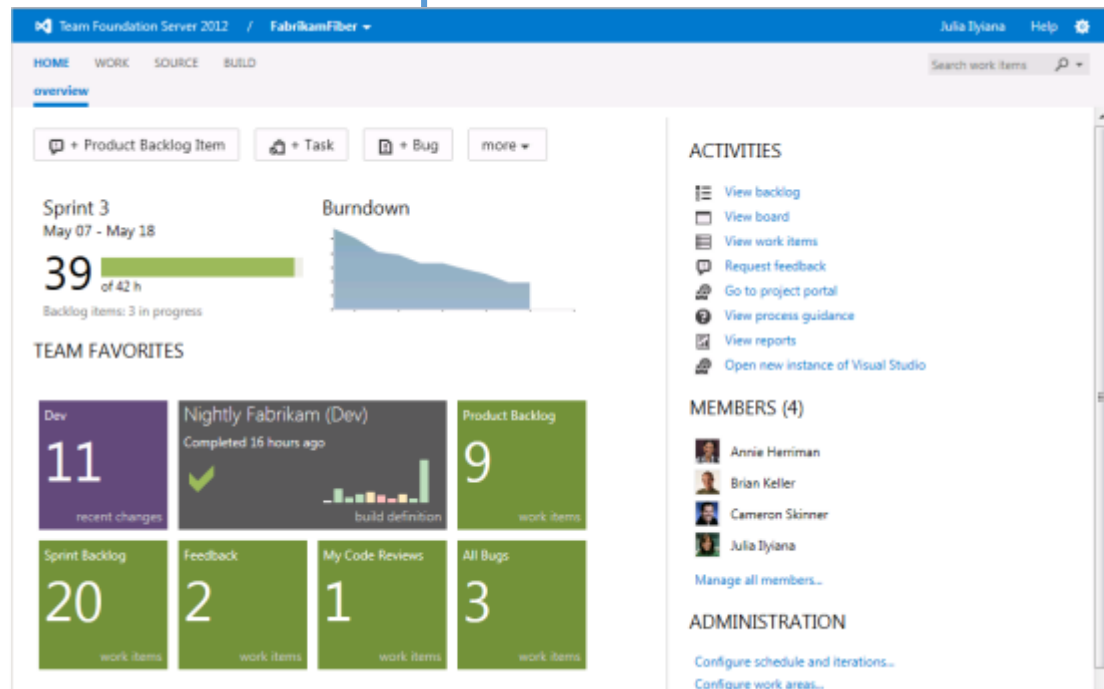 Team Foundation Server 2012 / FabrikamFiber
Julia Ilyiana Help
HOME WORK SOURCE BUILD
Search work items
overview
+ Product Backlog Item
+ Task
+ Bug
more
Sprint 3
May 07 - May 18
39
of 42 h
Backlog items: 3 in progress
Burndown
TEAM FAVORITES
Dev
11
recent changes
Nightly Fabrikam (Dev)
Completed 16 hours ago
build definition
Product Backlog
9
work items
Sprint Backlog
20
work items
Feedback
2
work items
My Code Reviews
1
work items
All Bugs
3
work items
ACTIVITIES
View backlog
View board
View work items
Request feedback
Go to project portal
View process guidance
View reports
Open new instance of Visual Studio
MEMBERS (4)
Annie Herriman
Brian Keller
Cameron Skinner
Julia Ilyiana
Manage all members...
ADMINISTRATION
Configure schedule and iterations...
Configure work areas...